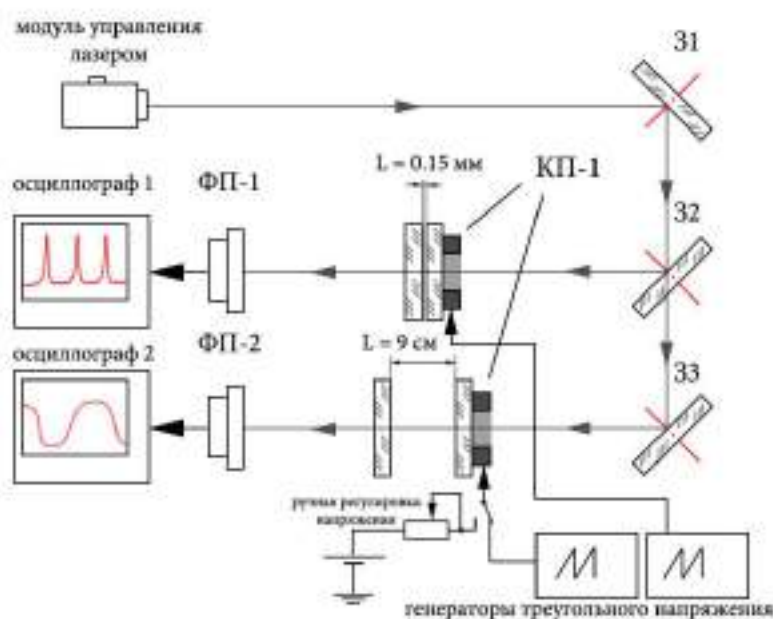 модуль управления
лазером
З1
L = 0.15 мм
КП-1
осциллограф 1
ФП-1
З2
осциллограф 2
ФП-2
L = 9 см
З3
ручная регулировка
напряжения
генераторы треугольного напряжения